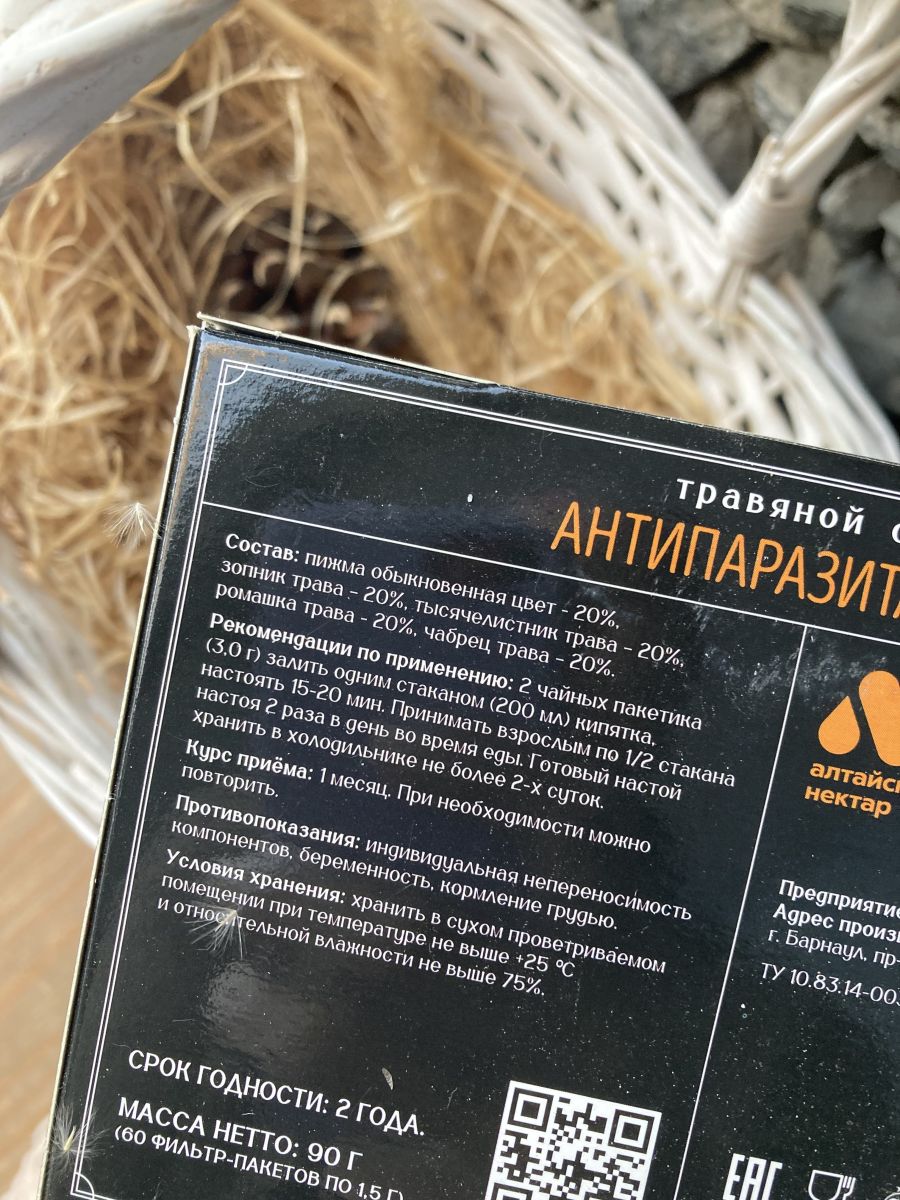 травяной
АНТИПАРАЗИТ
Состав: пижма обыкновенная цвет - 20%,
зопник трава - 20%, тысячелистник трава - 20%,
ромашка трава - 20%, чабрец трава - 20%.
Рекомендации по применению: 2 чайных пакетика
(3,0 г) залить одним стаканом (200 мл) кипятка,
настоять 15-20 мин. Принимать взрослым по 1/2 стакана
настоя 2 раза в день во время еды. Готовый настой
хранить в холодильнике не более 2-х суток.
Курс приёма: 1 месяц. При необходимости можно
повторить.
Противопоказания: индивидуальная непереносимость
компонентов, беременность, кормление грудью.
Условия хранения: хранить в сухом проветриваемом
помещении при температуре не выше +25 °С
и относительной влажности не выше 75%.
СРОК ГОДНОСТИ: 2 ГОДА.
МАССА НЕТТО: 90 Г
(60 ФИЛЬТР-ПАКЕТОВ ПО 1,5 Г)
алтайс
нектар
Предприятие
Адрес произ
г. Барнаул, пр-
ТУ 10.83.14-003
ЕАС